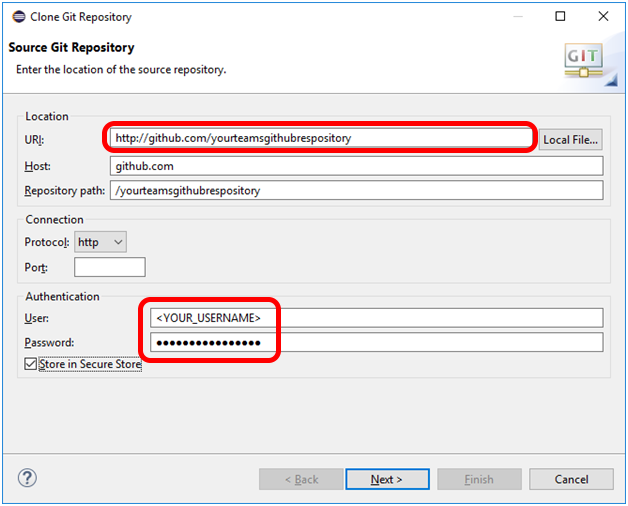 Clone Git Repository
Source Git Repository
Enter the location of the source repository.
GIT
Location
URI: http://github.com/yourteamsgithubrespository Local File...
Host: github.com
Repository path: /yourteamsgithubrespository
Connection
Protocol: http
Port:
Authentication
User: <YOUR_USERNAME>
Password: ●●●●●●●●●●●●●●●●
Store in Secure Store
? < Back Next > Finish Cancel